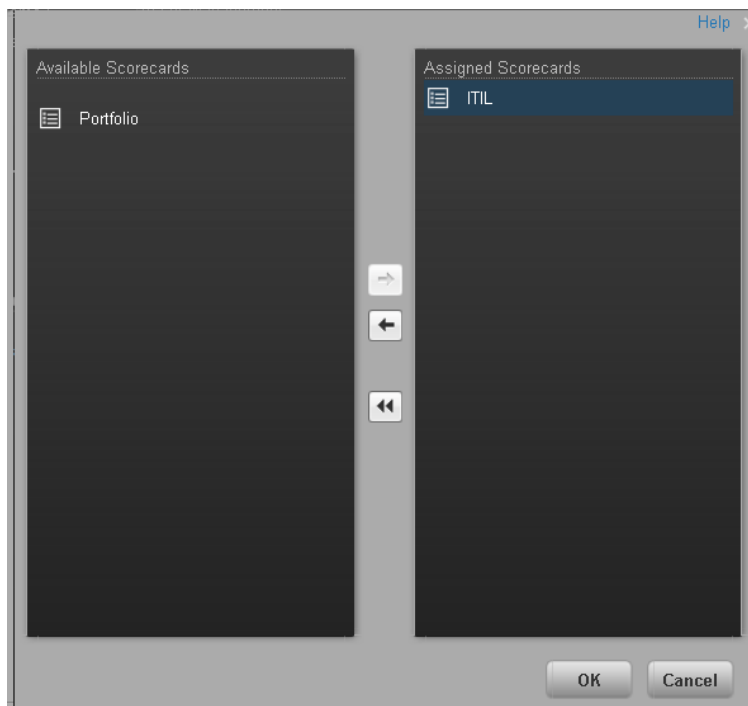 Help
Available Scorecards
Portfolio
Assigned Scorecards
ITIL
OK
Cancel